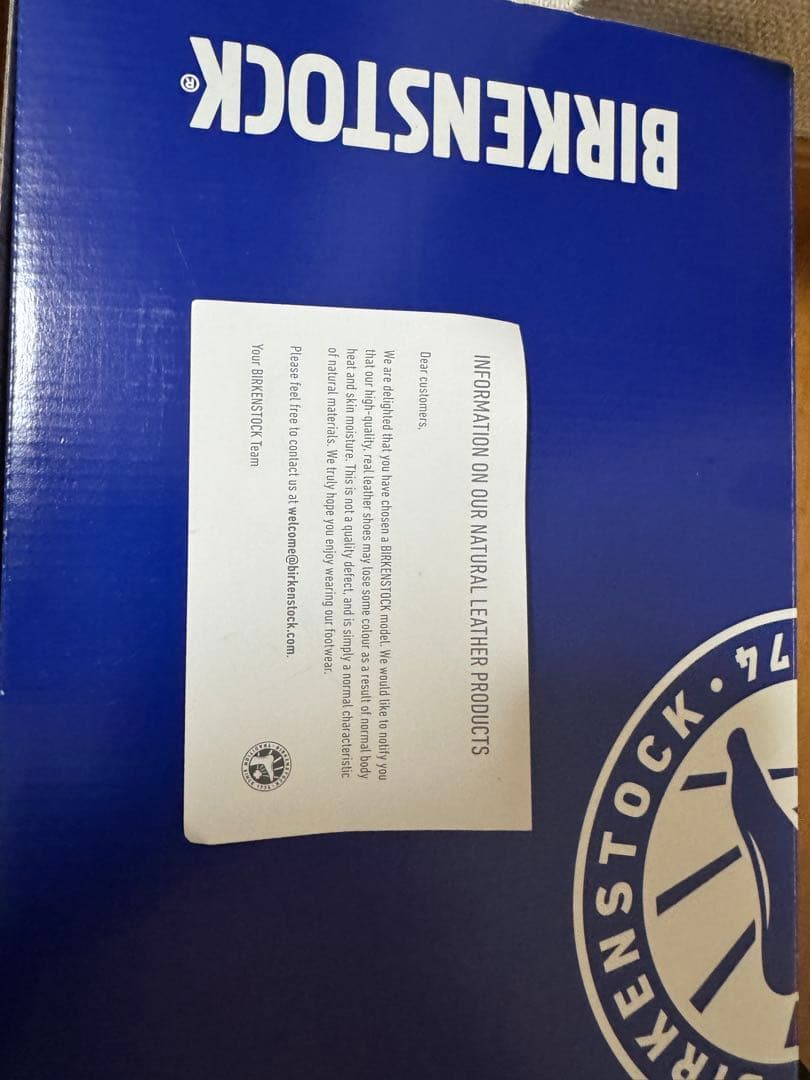 BIRKENSTOCK®
INFORMATION ON OUR NATURAL LEATHER PRODUCTS
Dear customers,
We are delighted that you have chosen a BIRKENSTOCK model. We would like to notify you
that our high-quality, real leather shoes may lose some colour as a result of normal body
heat and skin moisture. This is not a quality defect, and is simply a normal characteristic
of natural materials. We truly hope you enjoy wearing our footwear.
Please feel free to contact us at welcome@birkenstock.com.
Your BIRKENSTOCK Team
74 • BIRKENSTOCK